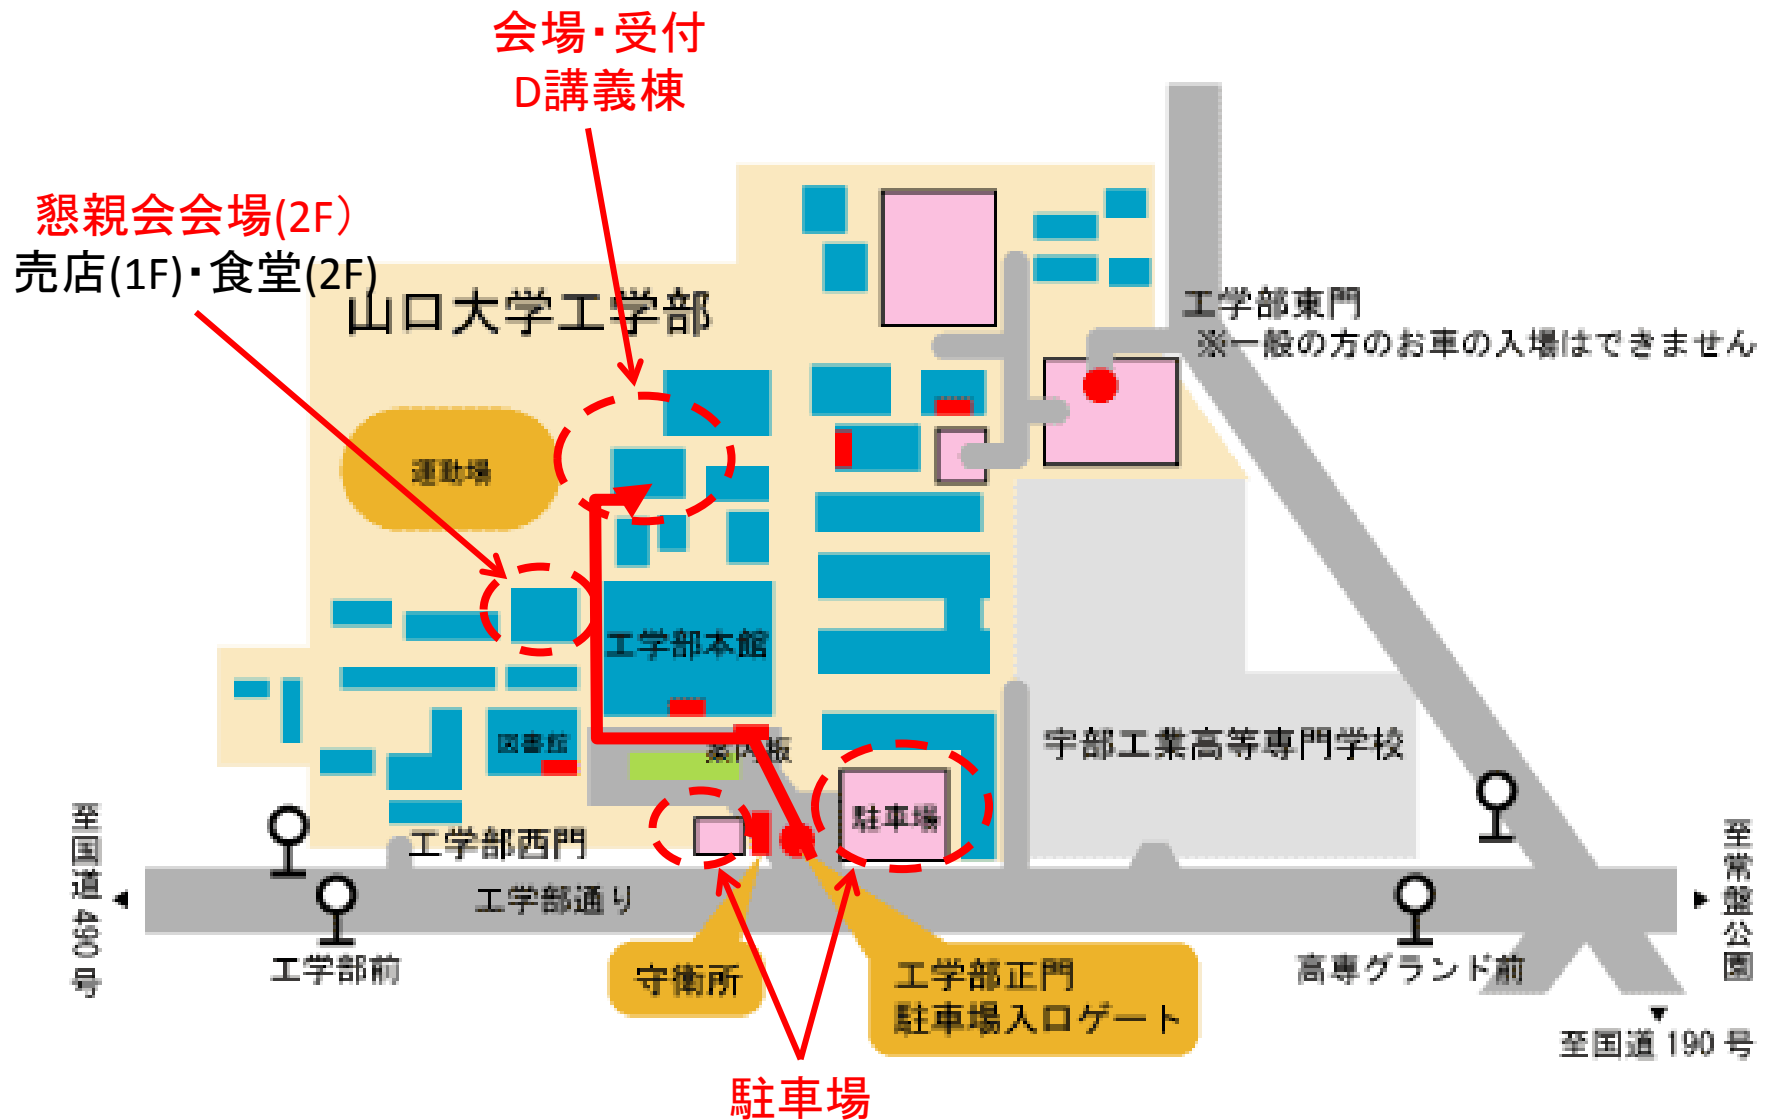 会場・受付
D講義棟
懇親会会場(2F)
売店(1F)・食堂(2F)
山口大学工学部
工学部東門
※一般の方のお車の入場はできません
運動場
工学部本館
図書館
案内板
宇部工業高等専門学校
駐車場
工学部西門
至国道490号
工学部通り
至常盤公園
工学部前
守衛所
工学部正門
駐車場入口ゲート
高専グランド前
至国道190号
駐車場